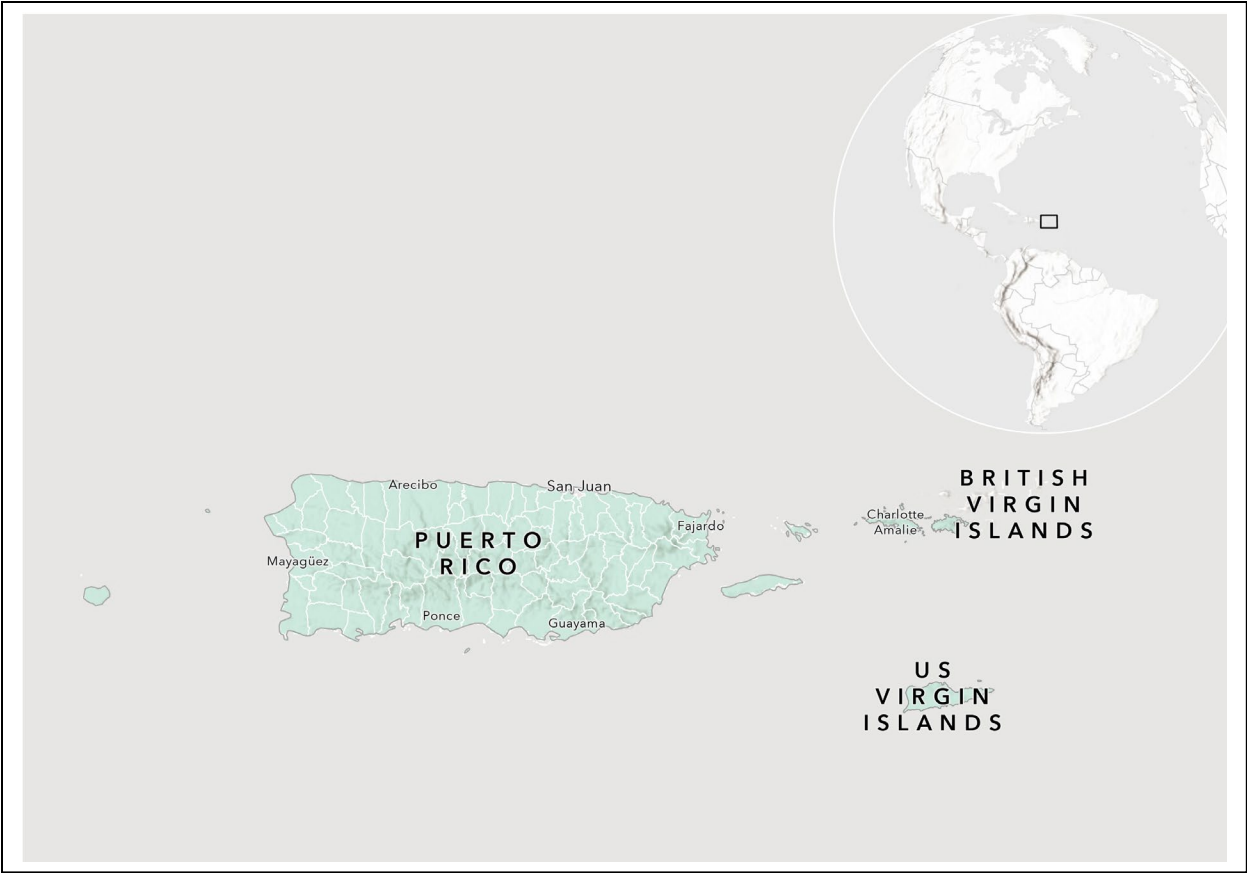 BRITISH
VIRGIN
ISLANDS
Arecibo
San Juan
Charlotte
Amalie
Fajardo
PUERTO
RICO
Mayagüez
Ponce
Guayama
US
VIRGIN
ISLANDS